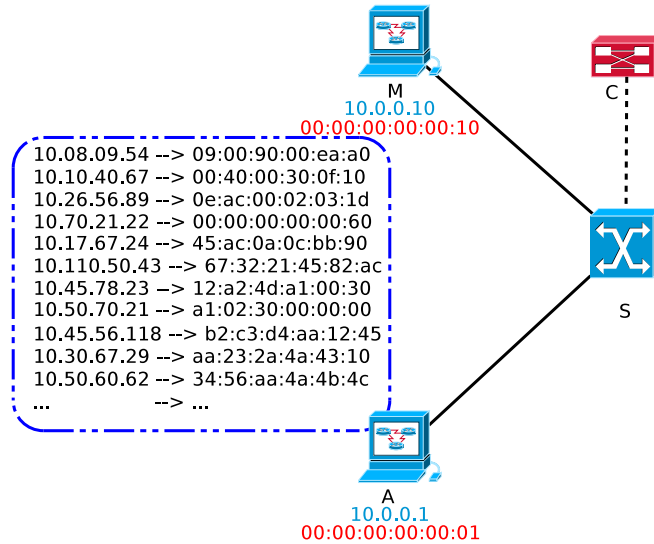 M
10.0.0.10
00:00:00:00:00:10
C
10.08.09.54 --> 09:00:90:00:ea:a0
10.10.40.67 --> 00:40:00:30:0f:10
10.26.56.89 --> 0e:ac:00:02:03:1d
10.70.21.22 --> 00:00:00:00:00:60
10.17.67.24 --> 45:ac:0a:0c:bb:90
10.110.50.43 --> 67:32:21:45:82:ac
10.45.78.23 --> 12:a2:4d:a1:00:30
10.50.70.21 --> a1:02:30:00:00:00
10.45.56.118 --> b2:c3:d4:aa:12:45
10.30.67.29 --> aa:23:2a:4a:43:10
10.50.60.62 --> 34:56:aa:4a:4b:4c
... --> ...
S
A
10.0.0.1
00:00:00:00:00:01